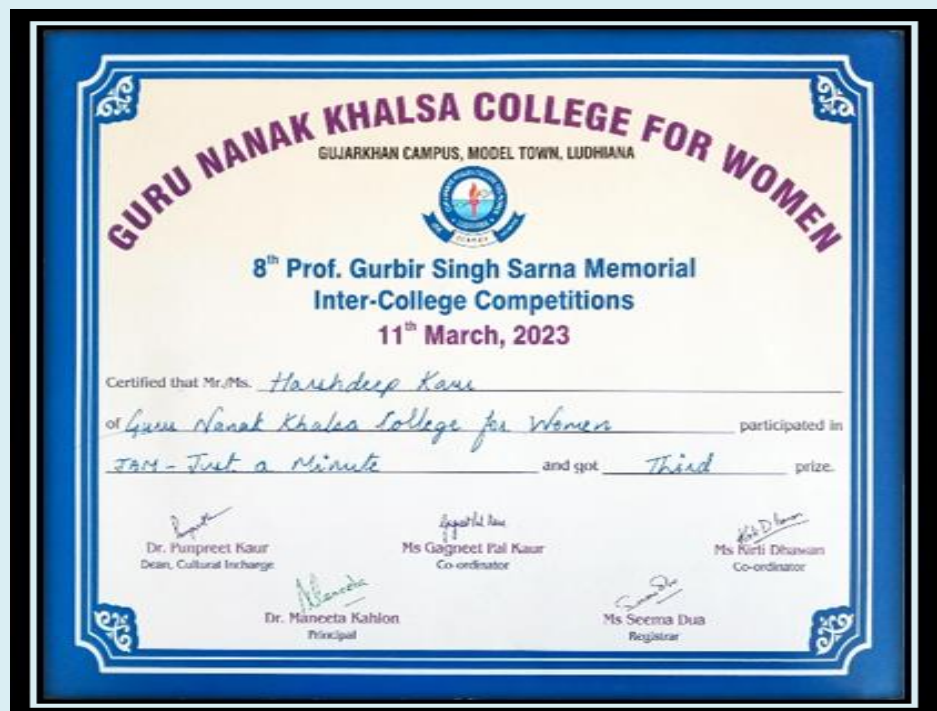 GURU NANAK KHALSA COLLEGE FOR WOMEN
GUJARKHAN CAMPUS, MODEL TOWN, LUDHIANA
8th Prof. Gurbir Singh Sarna Memorial
Inter-College Competitions
11th March, 2023
Certified that Mr./Ms. Harshdeep Kaur
of Guru Nanak Khalsa College for Women participated in
JAM - Just a Minute and got Third prize.
Dr. Punpreet Kaur Ms Gagneet Pal Kaur Ms Kirti Dhawan
Dean, Cultural Incharge Co-ordinator Co-ordinator
Dr. Maneeta Kahlon Ms Seema Dua
Principal Registrar